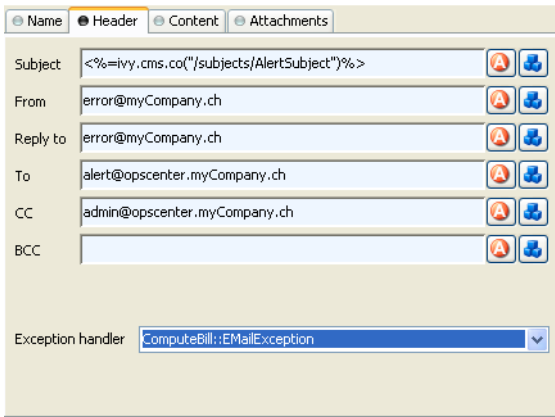 Name Header Content Attachments
Subject <%=ivy.cms.co("/subjects/AlertSubject")%>
From error@myCompany.ch
Reply to error@myCompany.ch
To alert@opscenter.myCompany.ch
CC admin@opscenter.myCompany.ch
BCC
Exception handler ComputeBill::EMailException